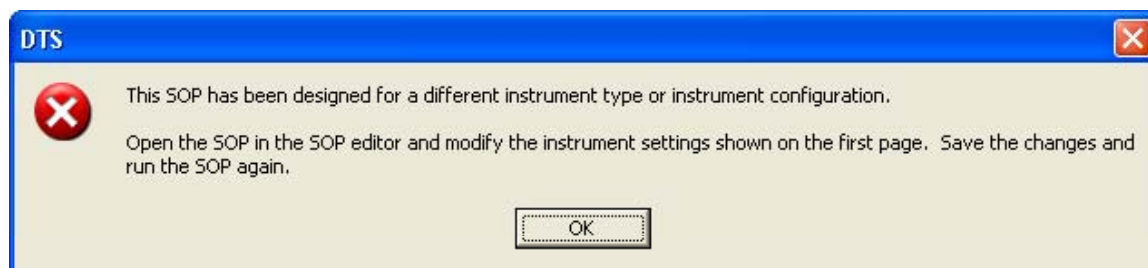 DTS
This SOP has been designed for a different instrument type or instrument configuration.
Open the SOP in the SOP editor and modify the instrument settings shown on the first page.  Save the changes and
run the SOP again.
OK